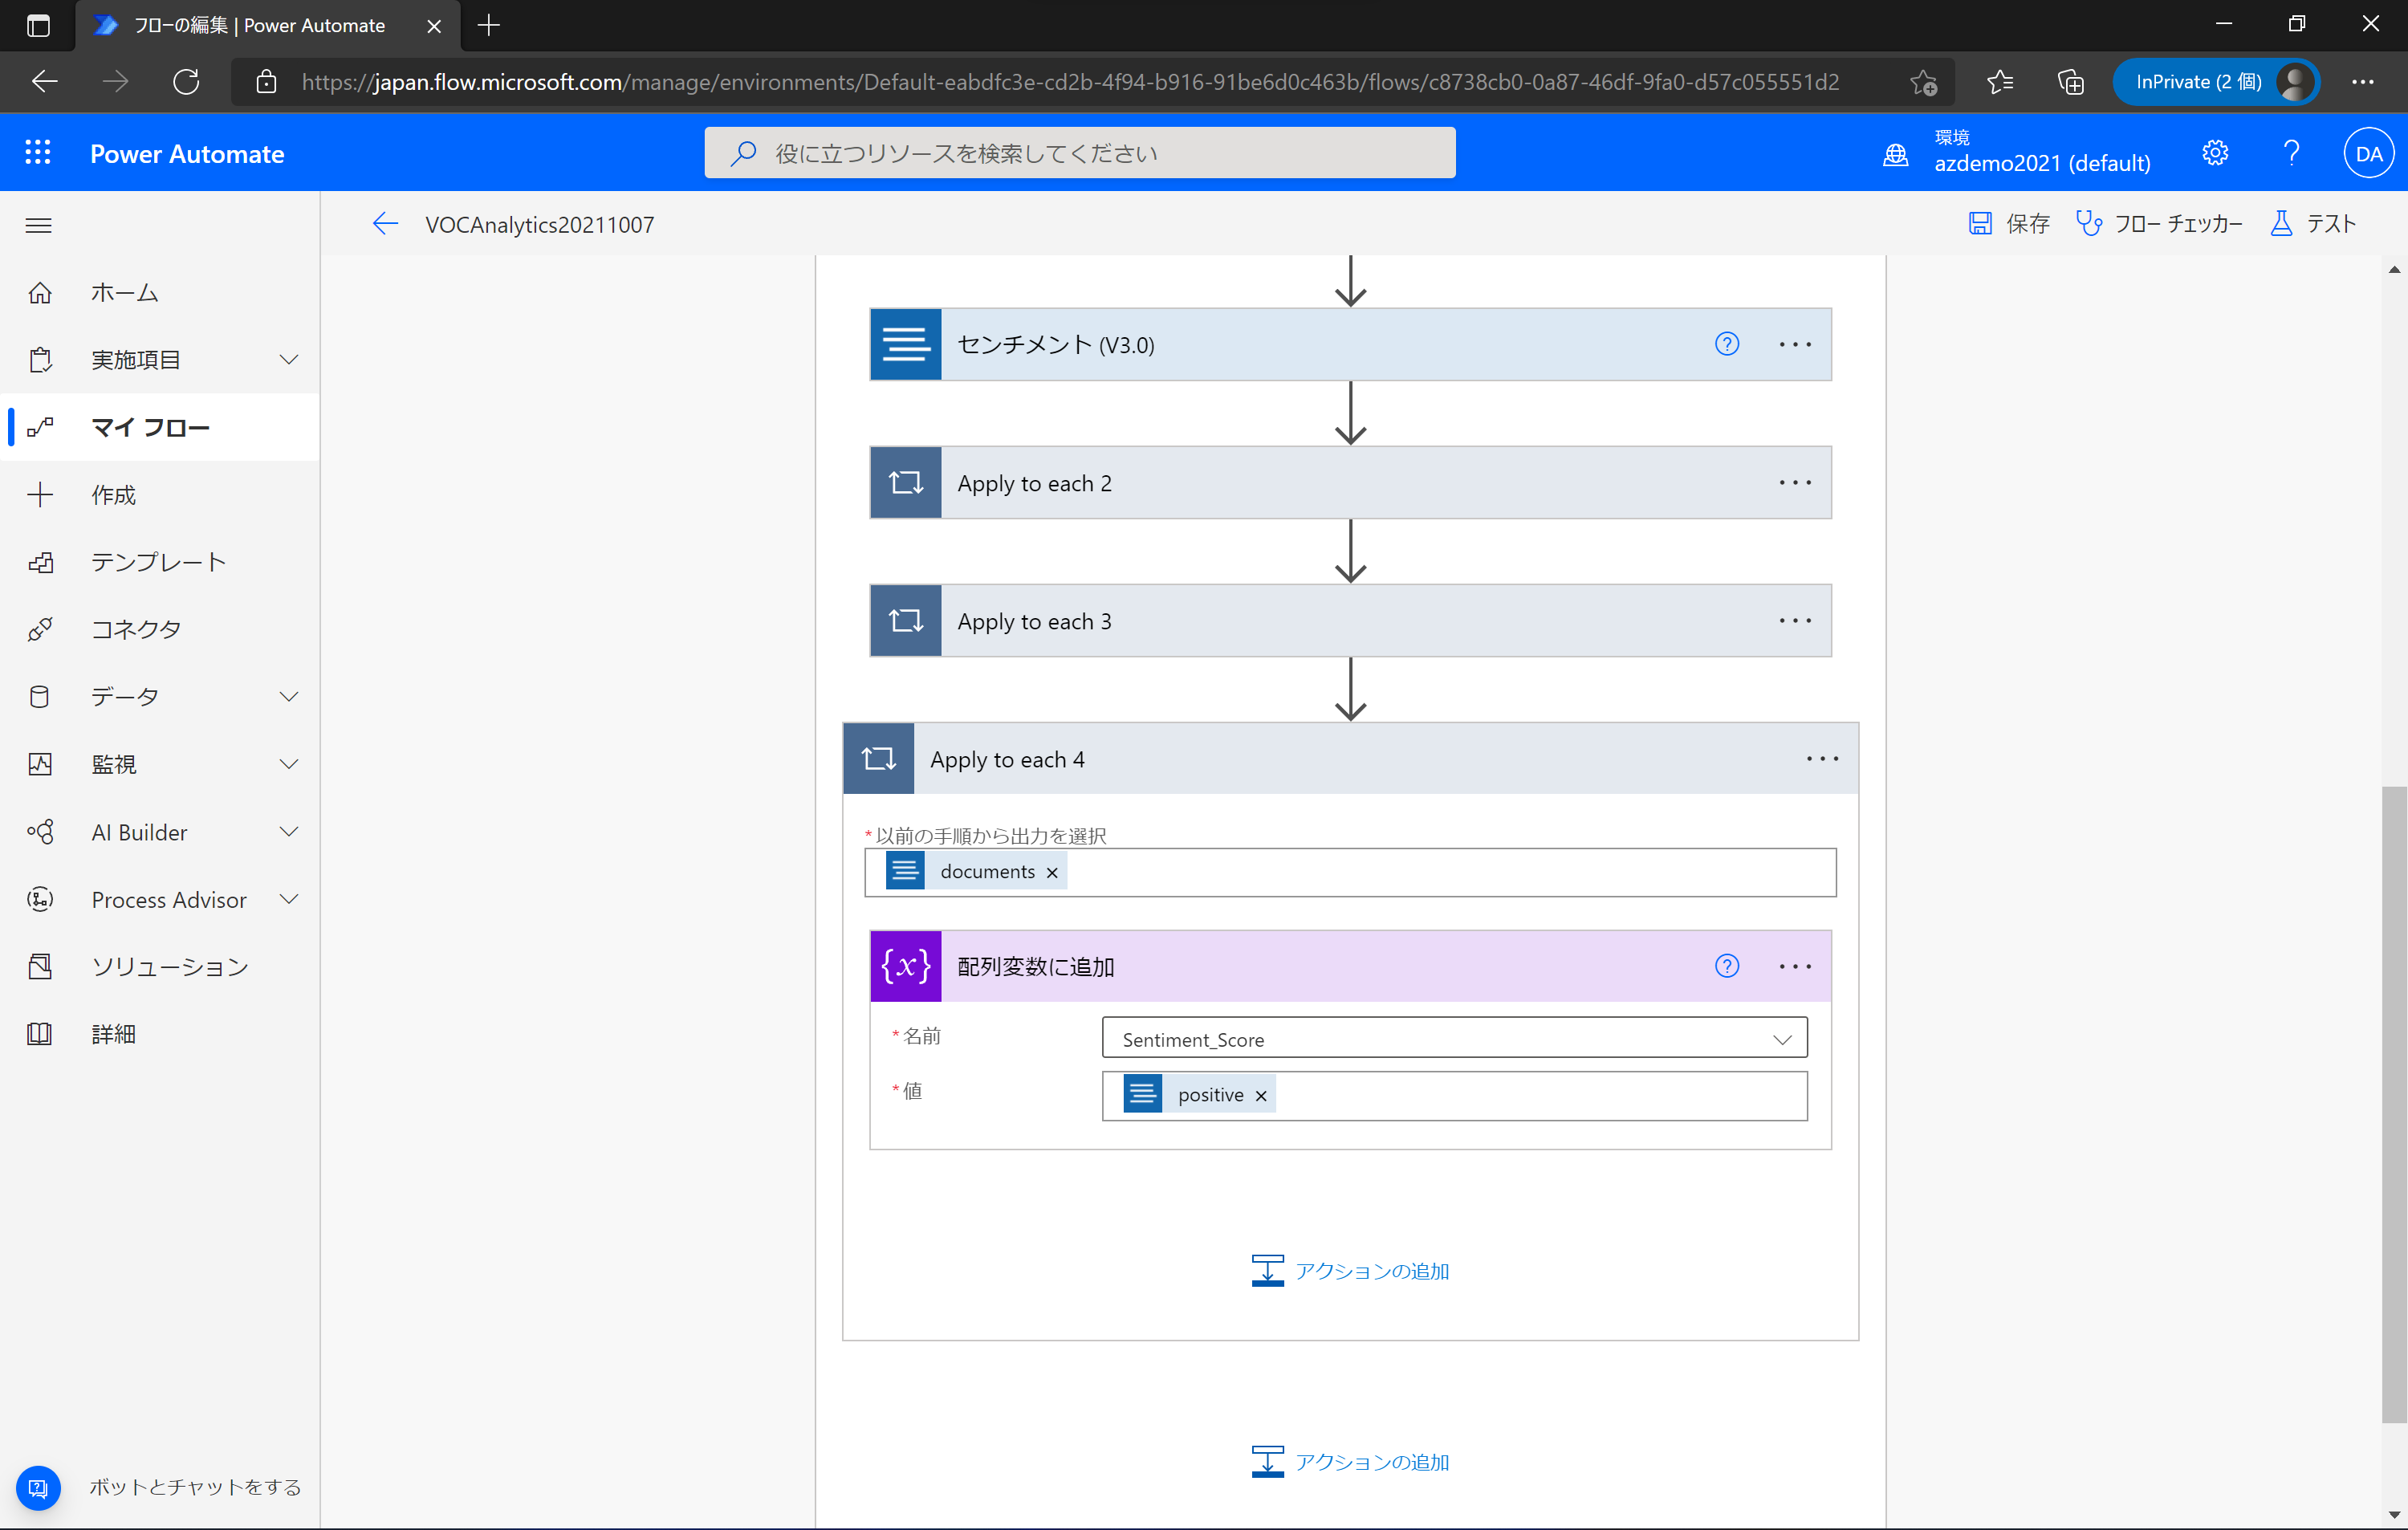 フローの編集 | Power Automate
https://japan.flow.microsoft.com/manage/environments/Default-eabdfc3e-cd2b-4f94-b916-91be6d0c463b/flows/c8738cb0-0a87-46df-9fa0-d57c055551d2
InPrivate (2 個)
Power Automate
役に立つリソースを検索してください
環境
azdemo2021 (default)
DA
VOCAnalytics20211007
保存
フロー チェッカー
テスト
ホーム
実施項目
マイ フロー
作成
テンプレート
コネクタ
データ
監視
AI Builder
Process Advisor
ソリューション
詳細
ボットとチャットをする
センチメント (V3.0)
Apply to each 2
Apply to each 3
Apply to each 4
*以前の手順から出力を選択
documents
{x} 配列変数に追加
*名前
Sentiment_Score
*値
positive
アクションの追加
アクションの追加